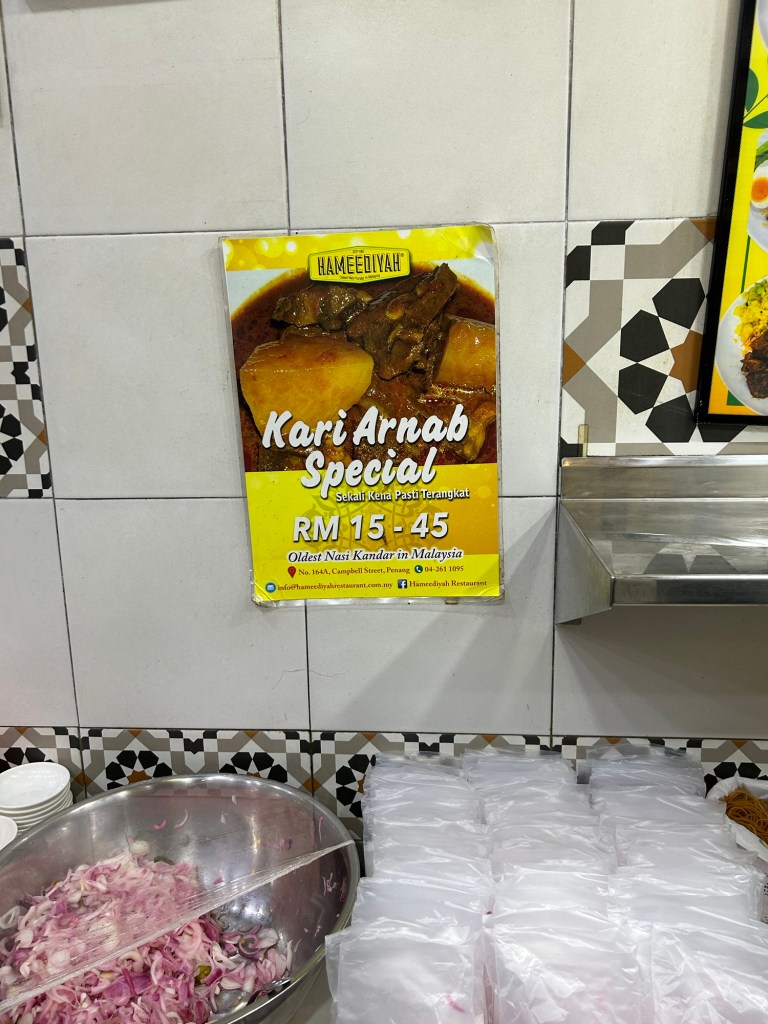 HAMEEDIYAH
Kari Arnab
Special
Sekali Kena Pasti Terangkat
RM 15 - 45
Oldest Nasi Kandar in Malaysia
No. 164A, Campbell Street, Penang 04-261 1095
info@hameediyahrestaurant.com.my Hameediyah Restaurant